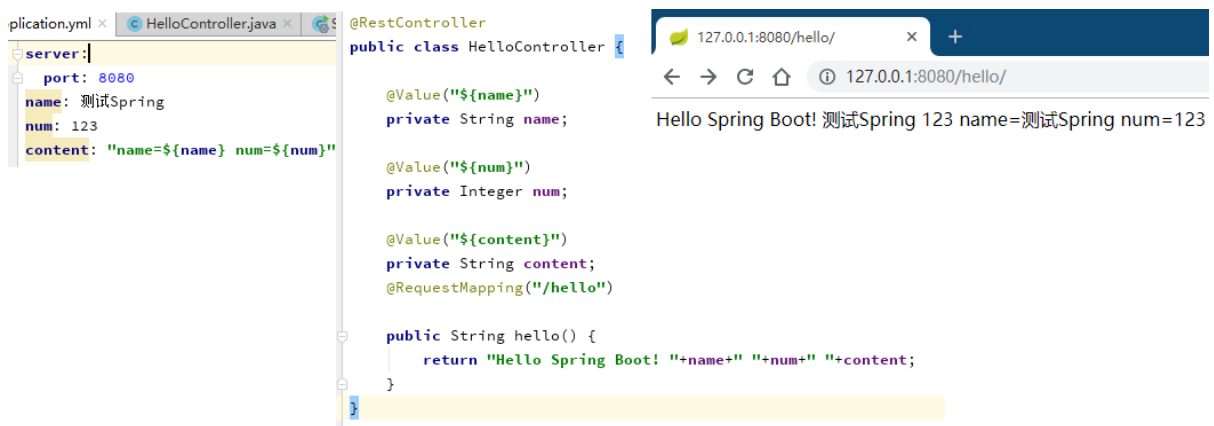 plication.yml
HelloController.java
server:
port: 8080
name: 测试Spring
num: 123
content: "name=${name} num=${num}"
@RestController
public class HelloController {
@Value("${name}")
private String name;
@Value("${num}")
private Integer num;
@Value("${content}")
private String content;
@RequestMapping("/hello")
public String hello() {
return "Hello Spring Boot! "+name+" "+num+" "+content;
}
}
127.0.0.1:8080/hello/
127.0.0.1:8080/hello/
Hello Spring Boot! 测试Spring 123 name=测试Spring num=123